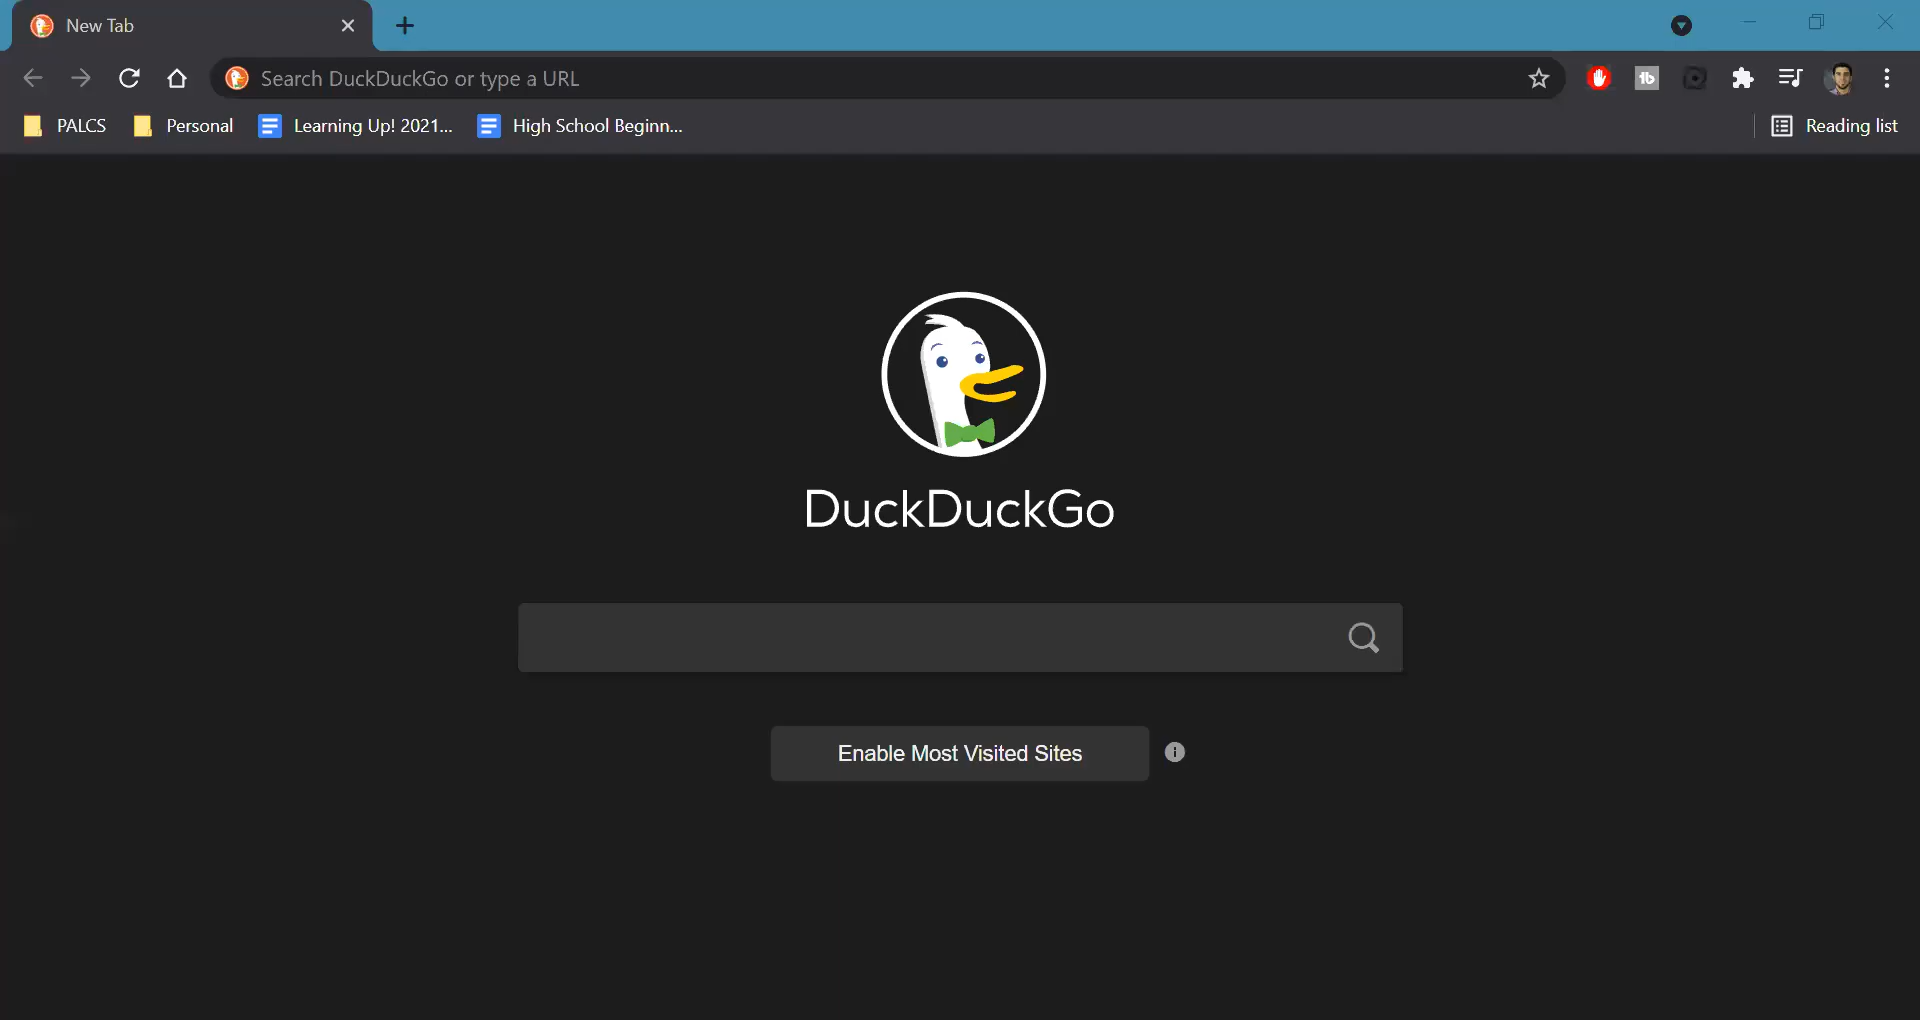 New Tab
Search DuckDuckGo or type a URL
PALCS Personal Learning Up! 2021... High School Beginn... Reading list
DuckDuckGo
Enable Most Visited Sites